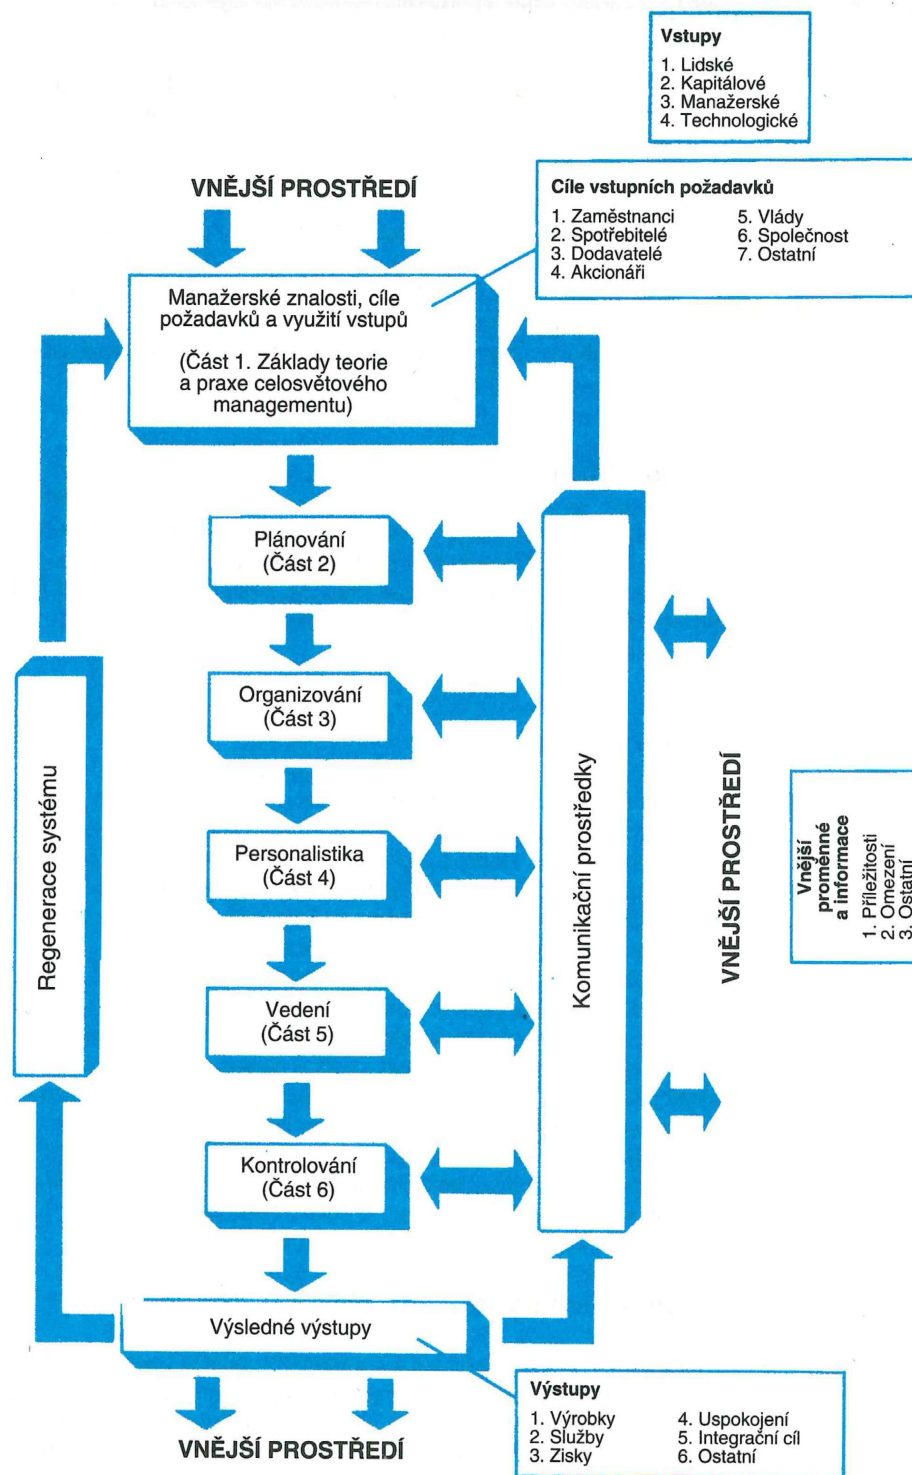 Vstupy
1. Lidské
2. Kapitálové
3. Manažerské
4. Technologické
VNĚJŠÍ PROSTŘEDÍ
Cíle vstupních požadavků
1. Zaměstnanci
2. Spotřebitelé
3. Dodavatelé
4. Akcionáři
5. Vlády
6. Společnost
7. Ostatní
Manažerské znalosti, cíle
požadavků a využití vstupů
(Část 1. Základy teorie
a praxe celosvětového
managementu)
Plánování
(Část 2)
Organizování
(Část 3)
Personalistika
(Část 4)
Vedení
(Část 5)
Kontrolování
(Část 6)
Regenerace systému
Komunikační prostředky
VNĚJŠÍ PROSTŘEDÍ
Vnější
proměnné
a informace
1. Příležitosti
2. Omezení
3. Ostatní
Výsledné výstupy
Výstupy
1. Výrobky
2. Služby
3. Zisky
4. Uspokojení
5. Integrační cíl
6. Ostatní
VNĚJŠÍ PROSTŘEDÍ